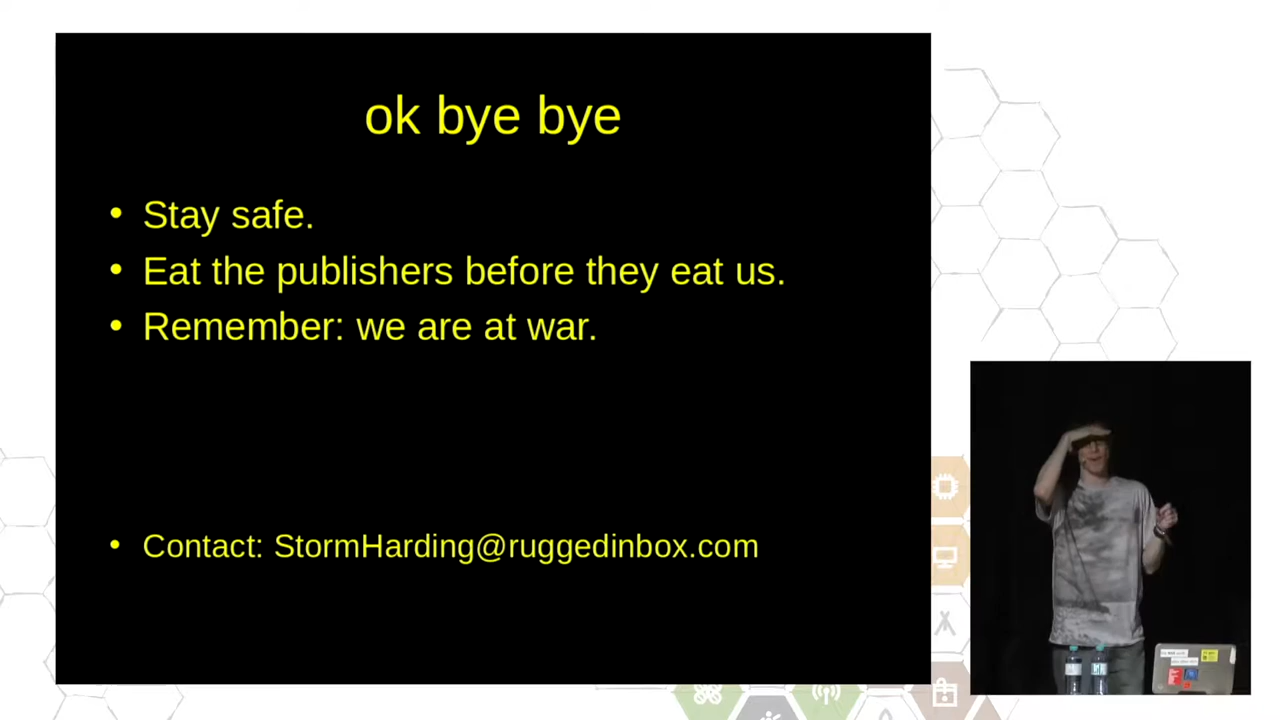 ok bye bye
• Stay safe.
• Eat the publishers before they eat us.
• Remember: we are at war.
• Contact: StormHarding@ruggedinbox.com